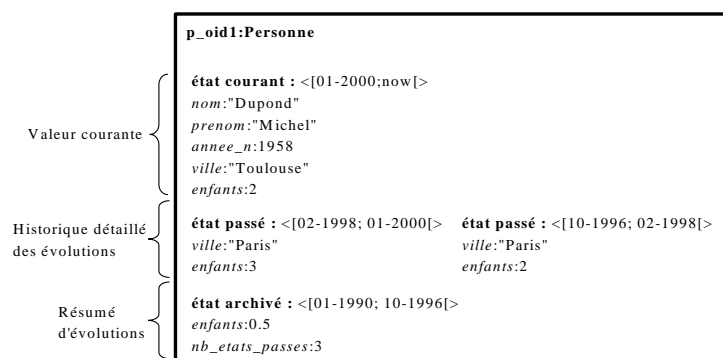 p_oid1:Personne
Valeur courante
état courant : <[01-2000;now[>
nom:"Dupond"
prenom:"Michel"
annee_n:1958
ville:"Toulouse"
enfants:2
Historique détaillé
des évolutions
état passé : <[02-1998; 01-2000[>
ville:"Paris"
enfants:3
état passé : <[10-1996; 02-1998[>
ville:"Paris"
enfants:2
Résumé
d'évolutions
état archivé : <[01-1990; 10-1996[>
enfants:0.5
nb_etats_passes:3